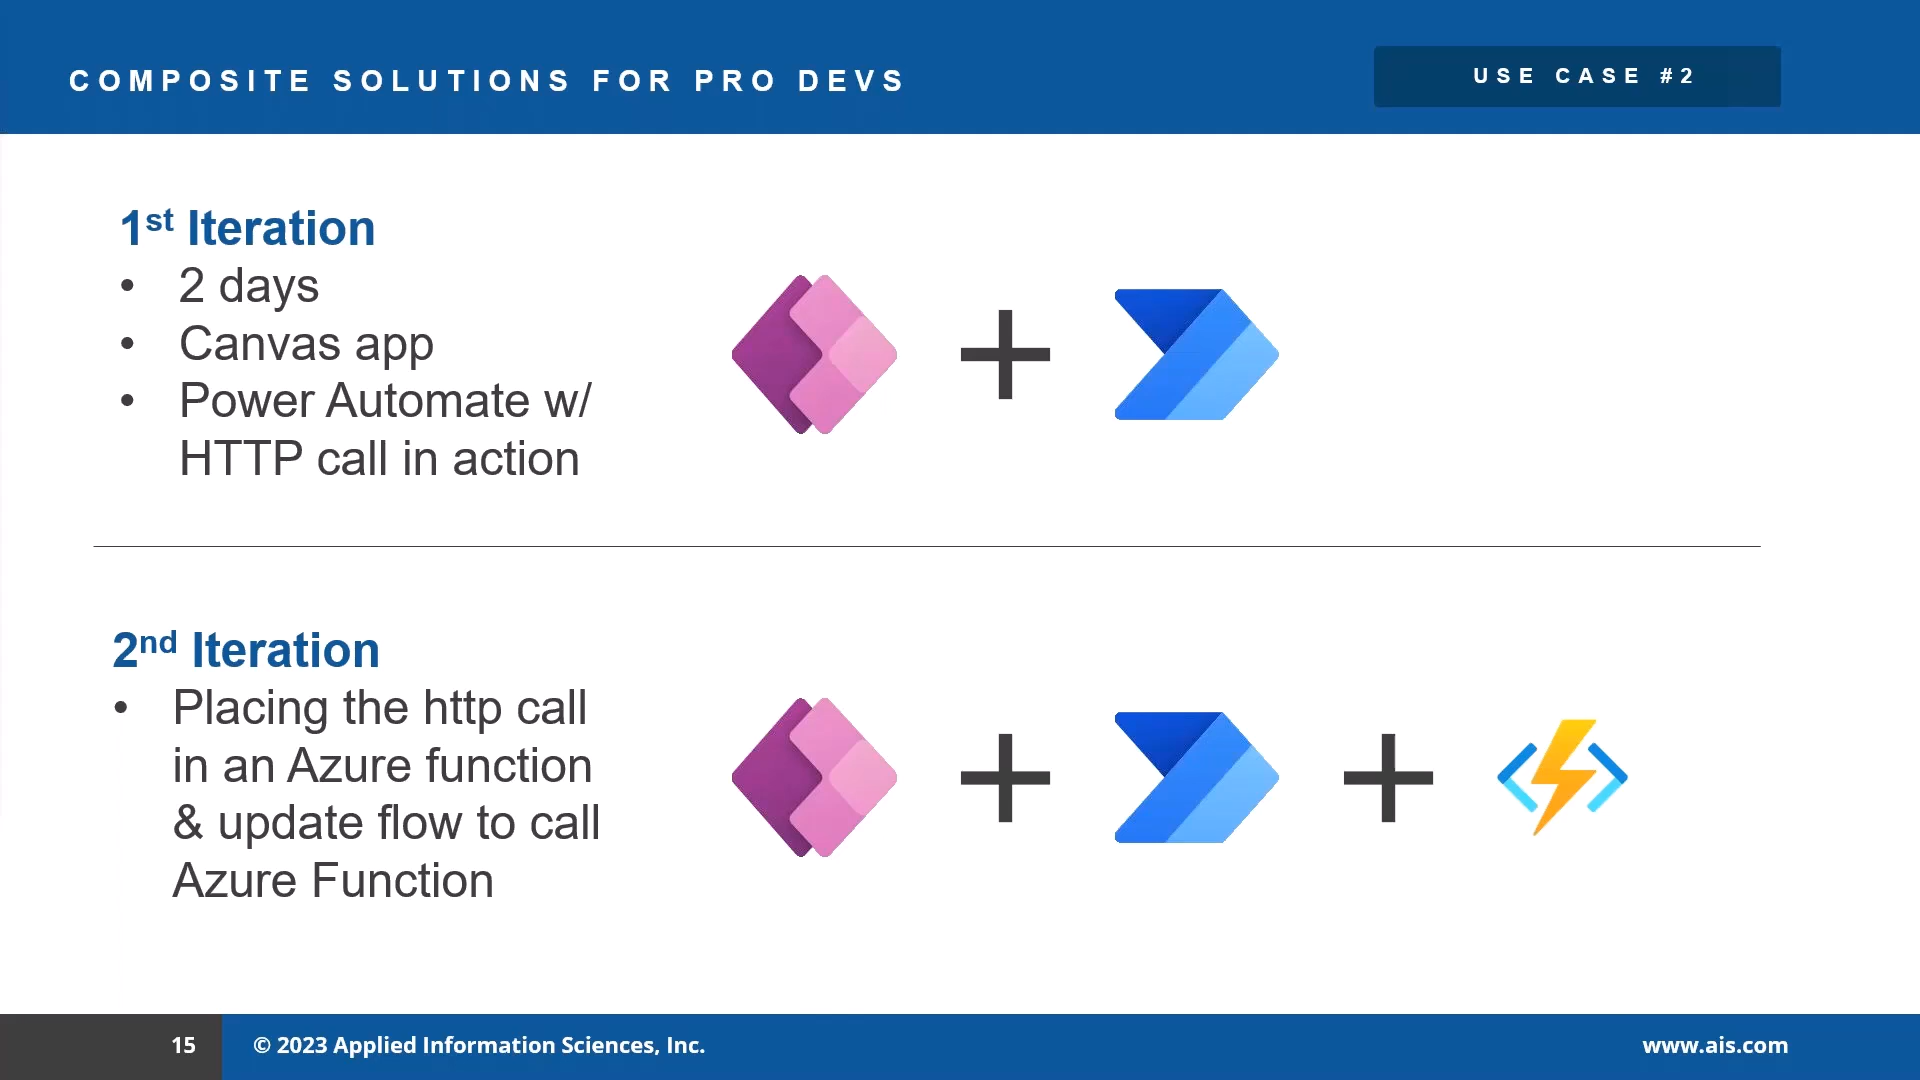 COMPOSITE SOLUTIONS FOR PRO DEVS
USE CASE #2
1st Iteration
• 2 days
• Canvas app
• Power Automate w/
HTTP call in action
2nd Iteration
• Placing the http call
in an Azure function
& update flow to call
Azure Function
15
© 2023 Applied Information Sciences, Inc.
www.ais.com